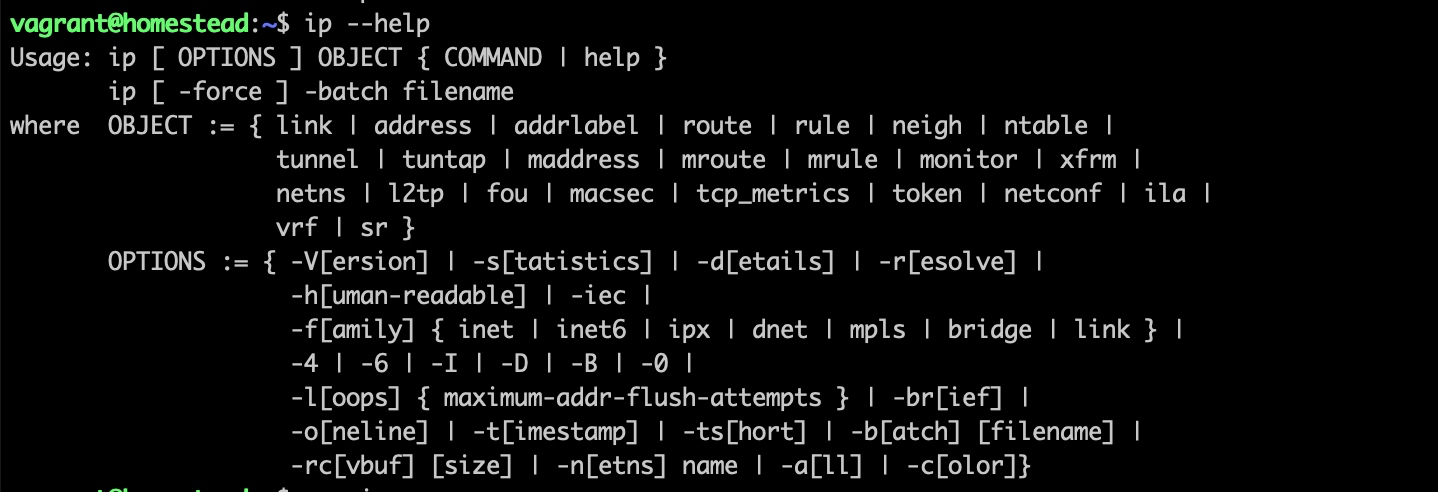 vagrant@homestead:~$ ip --help
Usage: ip [ OPTIONS ] OBJECT { COMMAND | help }
       ip [ -force ] -batch filename
where  OBJECT := { link | address | addrlabel | route | rule | neigh | ntable |
                   tunnel | tuntap | maddress | mroute | mrule | monitor | xfrm |
                   netns | l2tp | fou | macsec | tcp_metrics | token | netconf | ila |
                   vrf | sr }
       OPTIONS := { -V[ersion] | -s[tatistics] | -d[etails] | -r[esolve] |
                    -h[uman-readable] | -iec |
                    -f[amily] { inet | inet6 | ipx | dnet | mpls | bridge | link } |
                    -4 | -6 | -I | -D | -B | -0 |
                    -l[oops] { maximum-addr-flush-attempts } | -br[ief] |
                    -o[neline] | -t[imestamp] | -ts[hort] | -b[atch] [filename] |
                    -rc[vbuf] [size] | -n[etns] name | -a[ll] | -c[olor]}